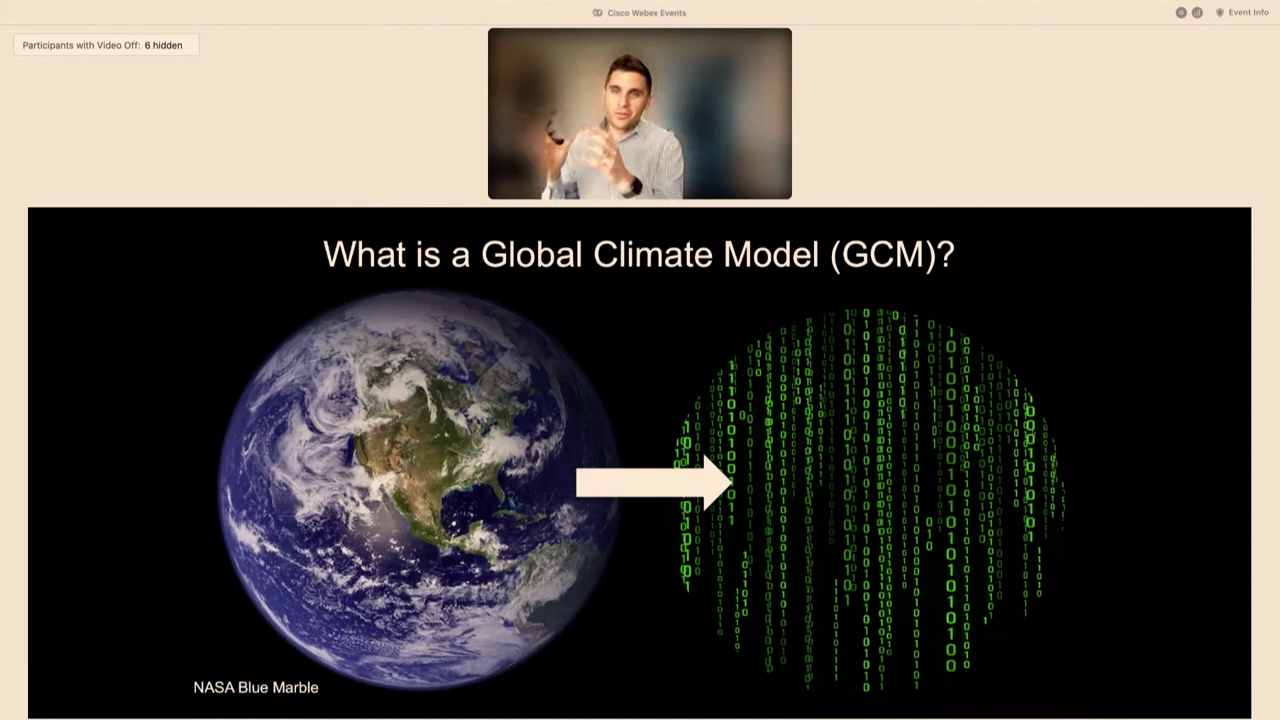 Cisco Webex Events
Event Info
Participants with Video Off: 6 hidden
What is a Global Climate Model (GCM)?
NASA Blue Marble